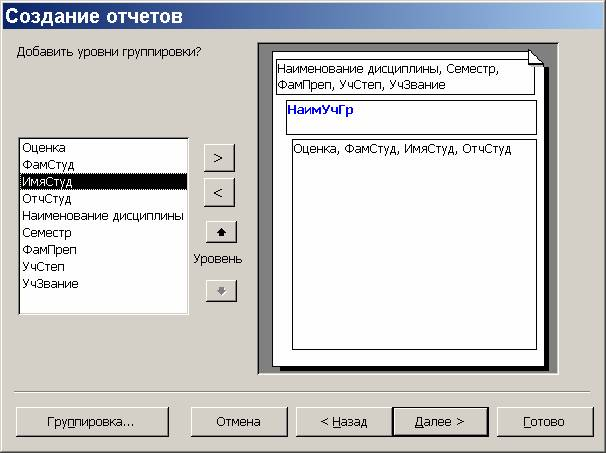 Создание отчетов
Добавить уровни группировки?
Оценка
ФамСтуд
ИмяСтуд
ОтчСтуд
Наименование дисциплины
Семестр
ФамПреп
УчСтеп
УчЗвание
>
<
Уровень
Наименование дисциплины, Семестр,
ФамПреп, УчСтеп, УчЗвание
НаимУчГр
Оценка, ФамСтуд, ИмяСтуд, ОтчСтуд
Группировка...
Отмена
< Назад
Далее >
Готово